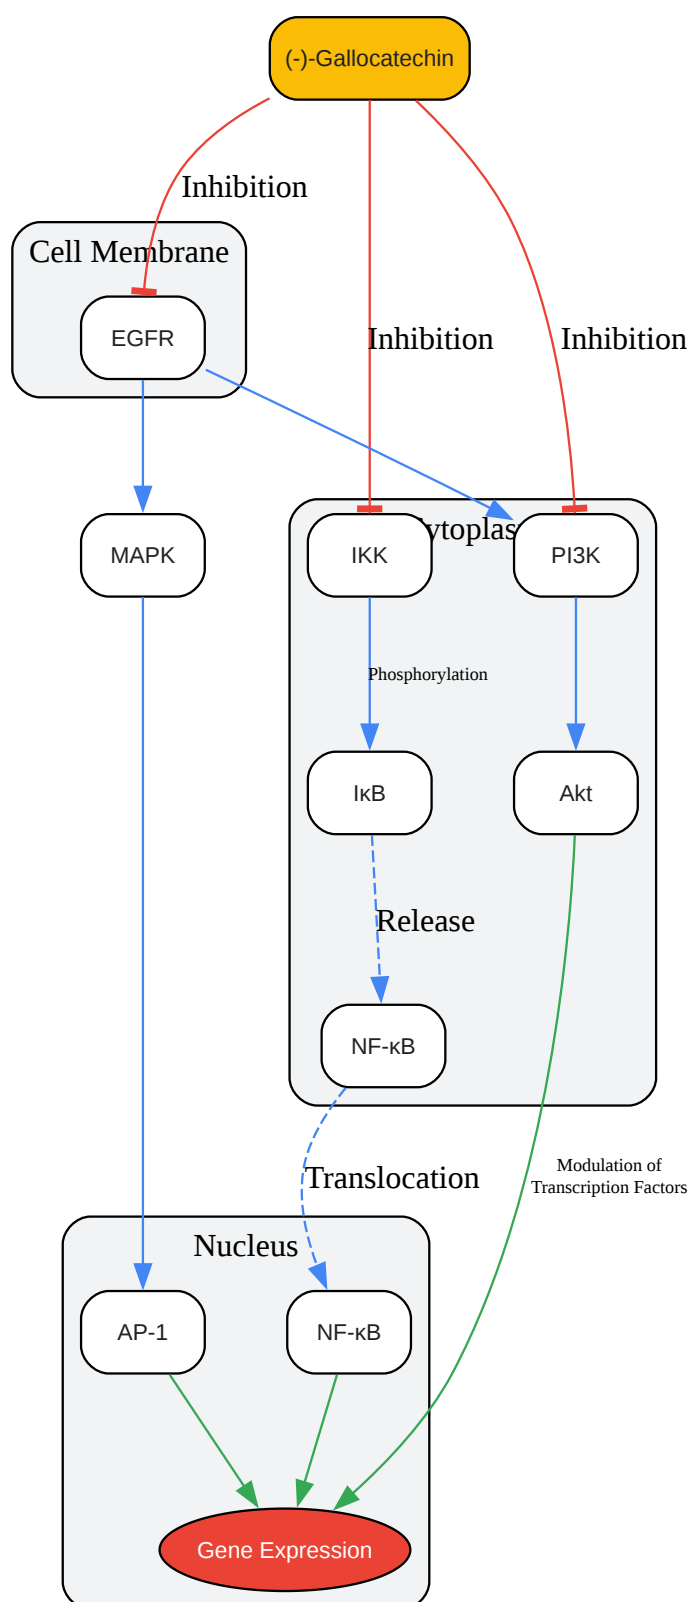 (-)-Gallocatechin
Inhibition
Cell Membrane
EGFR
Inhibition
Inhibition
MAPK
IKK
PI3K
Phosphorylation
IκB
Akt
Release
NF-κB
Modulation of
Transcription Factors
Translocation
Nucleus
AP-1
NF-κB
Gene Expression